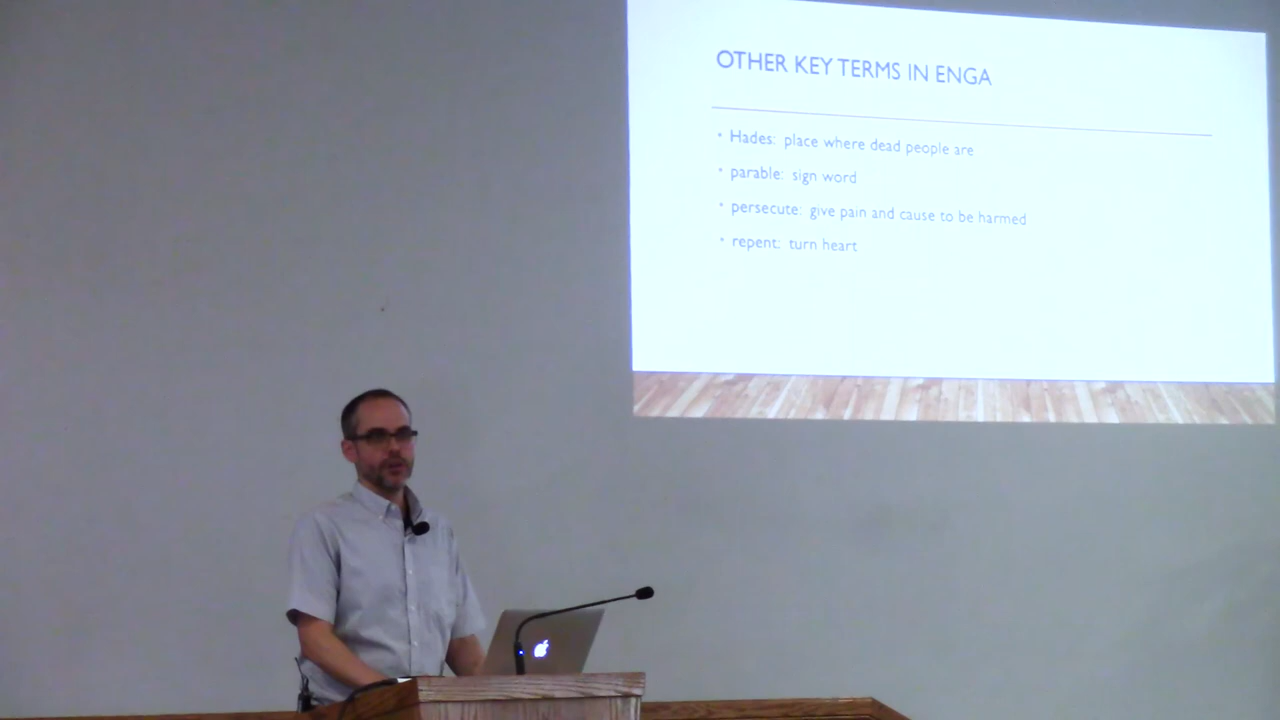 OTHER KEY TERMS IN ENGA
• Hades: place where dead people are
• parable: sign word
• persecute: give pain and cause to be harmed
• repent: turn heart